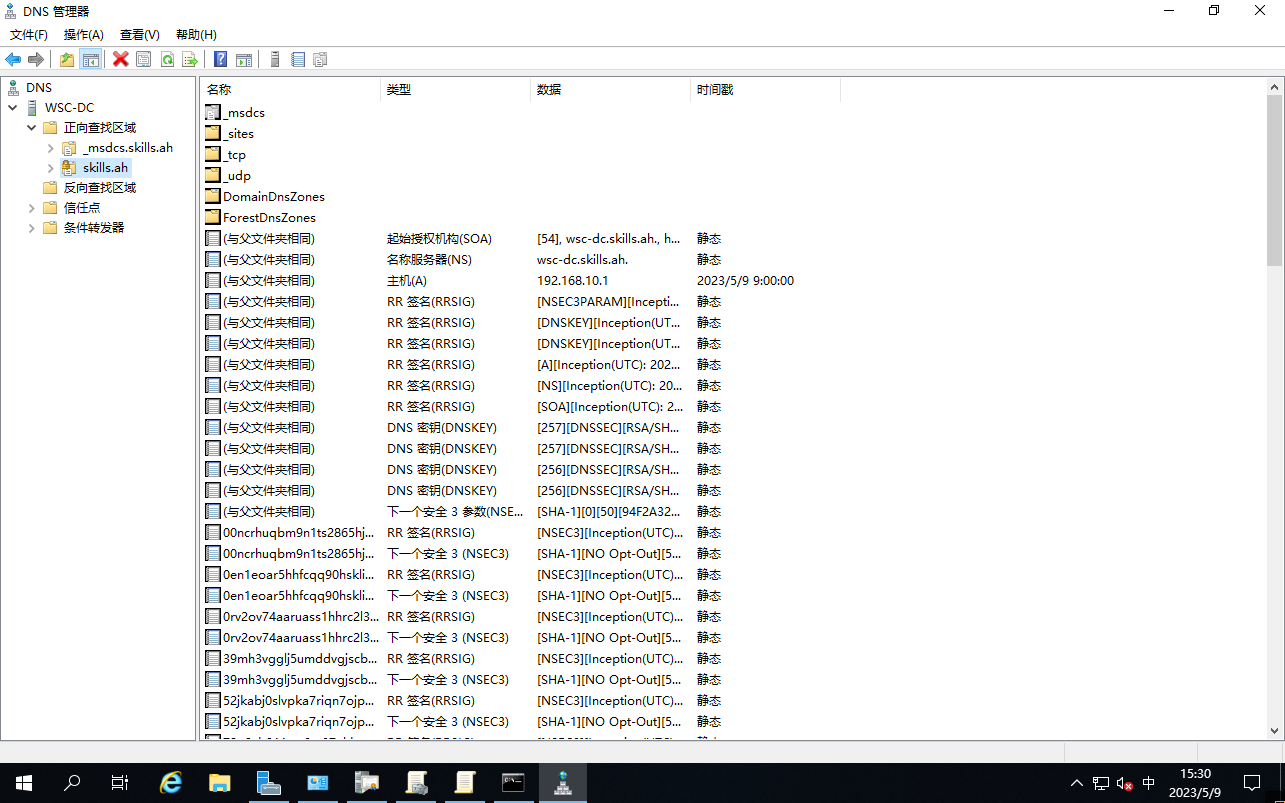 DNS 管理器
文件(F) 操作(A) 查看(V) 帮助(H)
DNS
WSC-DC
正向查找区域
_msdcs.skills.ah
skills.ah
反向查找区域
信任点
条件转发器
名称 类型 数据 时间戳
_msdcs
_sites
_tcp
_udp
DomainDnsZones
ForestDnsZones
(与父文件夹相同) 起始授权机构(SOA) [54], wsc-dc.skills.ah., h... 静态
(与父文件夹相同) 名称服务器(NS) wsc-dc.skills.ah. 静态
(与父文件夹相同) 主机(A) 192.168.10.1 2023/5/9 9:00:00
(与父文件夹相同) RR 签名(RRSIG) [NSEC3PARAM][Incepti... 静态
(与父文件夹相同) RR 签名(RRSIG) [DNSKEY][Inception(UT... 静态
(与父文件夹相同) RR 签名(RRSIG) [DNSKEY][Inception(UT... 静态
(与父文件夹相同) RR 签名(RRSIG) [A][Inception(UTC): 202... 静态
(与父文件夹相同) RR 签名(RRSIG) [NS][Inception(UTC): 20... 静态
(与父文件夹相同) RR 签名(RRSIG) [SOA][Inception(UTC): 2... 静态
(与父文件夹相同) DNS 密钥(DNSKEY) [257][DNSSEC][RSA/SH... 静态
(与父文件夹相同) DNS 密钥(DNSKEY) [257][DNSSEC][RSA/SH... 静态
(与父文件夹相同) DNS 密钥(DNSKEY) [256][DNSSEC][RSA/SH... 静态
(与父文件夹相同) DNS 密钥(DNSKEY) [256][DNSSEC][RSA/SH... 静态
(与父文件夹相同) 下一个安全 3 参数(NSE... [SHA-1][0][50][94F2A32... 静态
00ncrhuqbm9n1ts2865hj... RR 签名(RRSIG) [NSEC3][Inception(UTC)... 静态
00ncrhuqbm9n1ts2865hj... 下一个安全 3 (NSEC3) [SHA-1][NO Opt-Out][5... 静态
0en1eoar5hhfcqq90hskli... RR 签名(RRSIG) [NSEC3][Inception(UTC)... 静态
0en1eoar5hhfcqq90hskli... 下一个安全 3 (NSEC3) [SHA-1][NO Opt-Out][5... 静态
0rv2ov74aaruass1hhrc2l3... RR 签名(RRSIG) [NSEC3][Inception(UTC)... 静态
0rv2ov74aaruass1hhrc2l3... 下一个安全 3 (NSEC3) [SHA-1][NO Opt-Out][5... 静态
39mh3vgglj5umddvgjscb... RR 签名(RRSIG) [NSEC3][Inception(UTC)... 静态
39mh3vgglj5umddvgjscb... 下一个安全 3 (NSEC3) [SHA-1][NO Opt-Out][5... 静态
52jkabj0slvpka7riqn7ojp... RR 签名(RRSIG) [NSEC3][Inception(UTC)... 静态
52jkabj0slvpka7riqn7ojp... 下一个安全 3 (NSEC3) [SHA-1][NO Opt-Out][5... 静态
中
15:30
2023/5/9